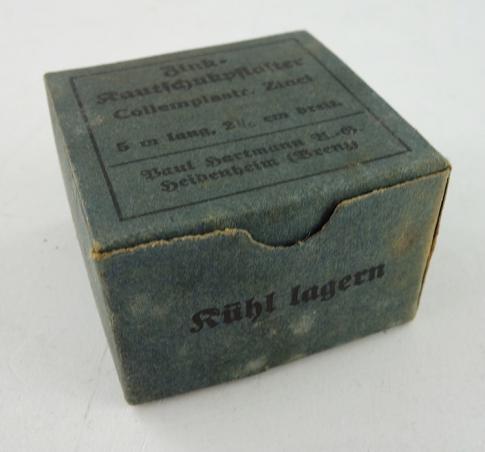 Zink-
Kautschukpflaster
Collemplastr. Zinci
5 m lang, 2½ cm breit
Paul Hartmann A.-G.
Heidenheim (Brenz)
Kühl lagern